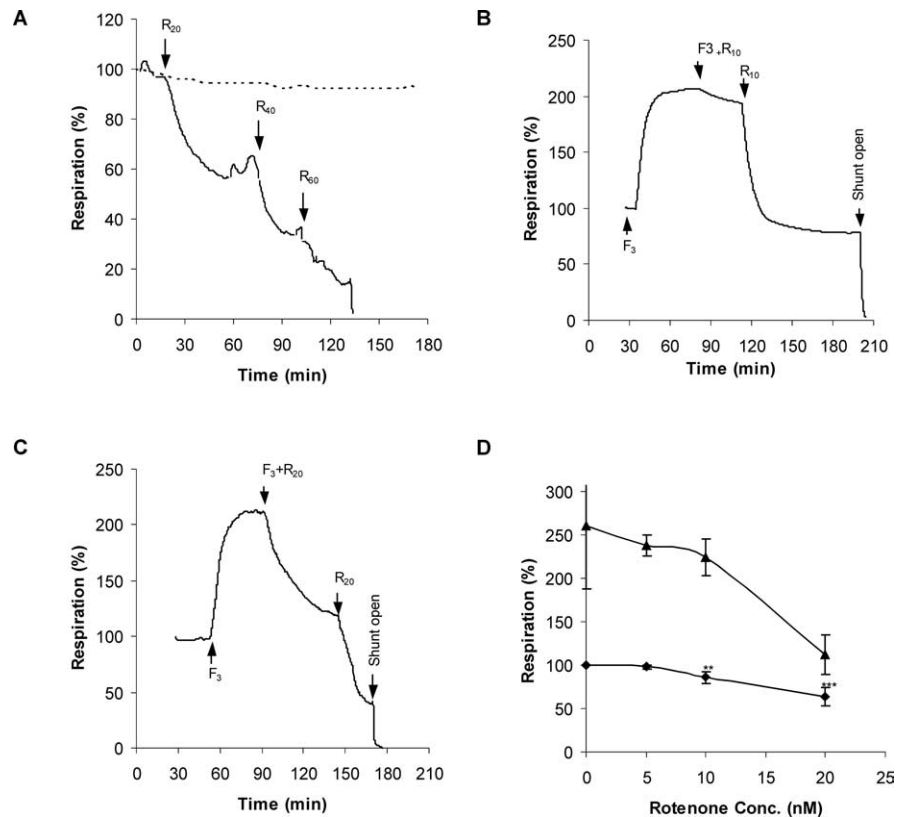 A
Respiration (%)
120
100
80
60
40
20
0
R20
R40
R60
0 30 60 90 120 150 180
Time (min)
B
Respiration (%)
250
200
150
100
50
0
F3
F3 + R10
R10
Shunt open
0 30 60 90 120 150 180 210
Time (min)
C
Respiration (%)
250
200
150
100
50
0
F3
F3+R20
R20
Shunt open
0 30 60 90 120 150 180 210
Time (min)
D
Respiration (%)
300
250
200
150
100
50
0
**
***
0 5 10 15 20 25
Rotenone Conc. (nM)